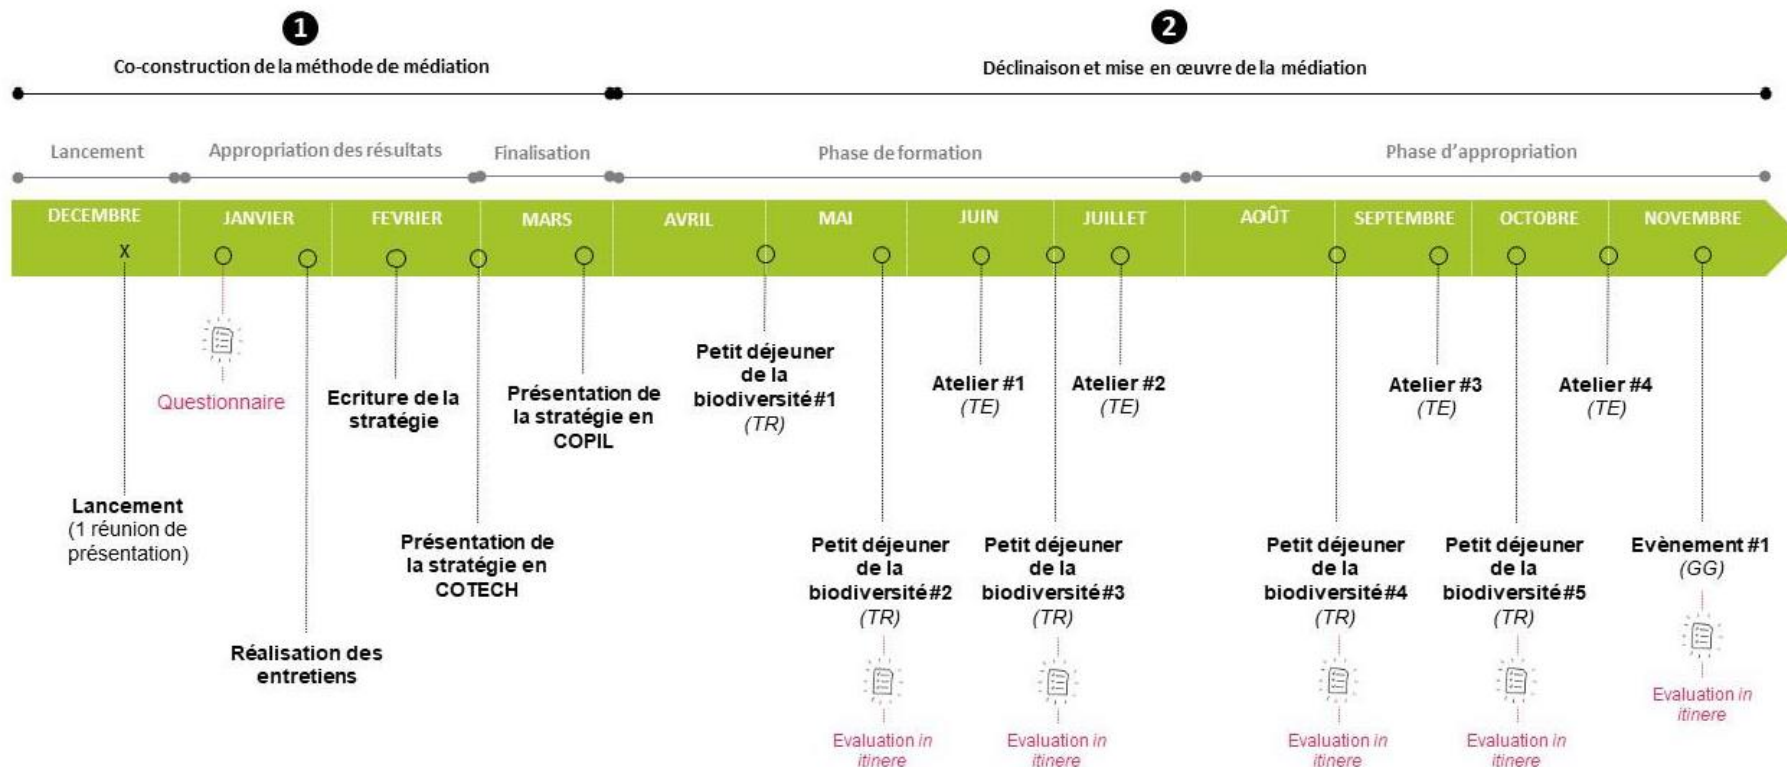 1
Co-construction de la méthode de médiation
2
Déclinaison et mise en œuvre de la médiation
Lancement
Appropriation des résultats
Finalisation
Phase de formation
Phase d'appropriation
DECEMBRE
JANVIER
FEVRIER
MARS
AVRIL
MAI
JUIN
JUILLET
AOÛT
SEPTEMBRE
OCTOBRE
NOVEMBRE
X
Questionnaire
Ecriture de la
stratégie
Présentation de
la stratégie en
COPIL
Petit déjeuner
de la
biodiversité#1
(TR)
Atelier #1
(TE)
Atelier #2
(TE)
Atelier #3
(TE)
Atelier #4
(TE)
Lancement
(1 réunion de
présentation)
Réalisation des
entretiens
Présentation de
la stratégie en
COTECH
Petit déjeuner
de la
biodiversité#2
(TR)
Evaluation in
itinere
Petit déjeuner
de la
biodiversité#3
(TR)
Evaluation in
itinere
Petit déjeuner
de la
biodiversité#4
(TR)
Evaluation in
itinere
Petit déjeuner
de la
biodiversité#5
(TR)
Evaluation in
itinere
Evènement #1
(GG)
Evaluation in
itinere